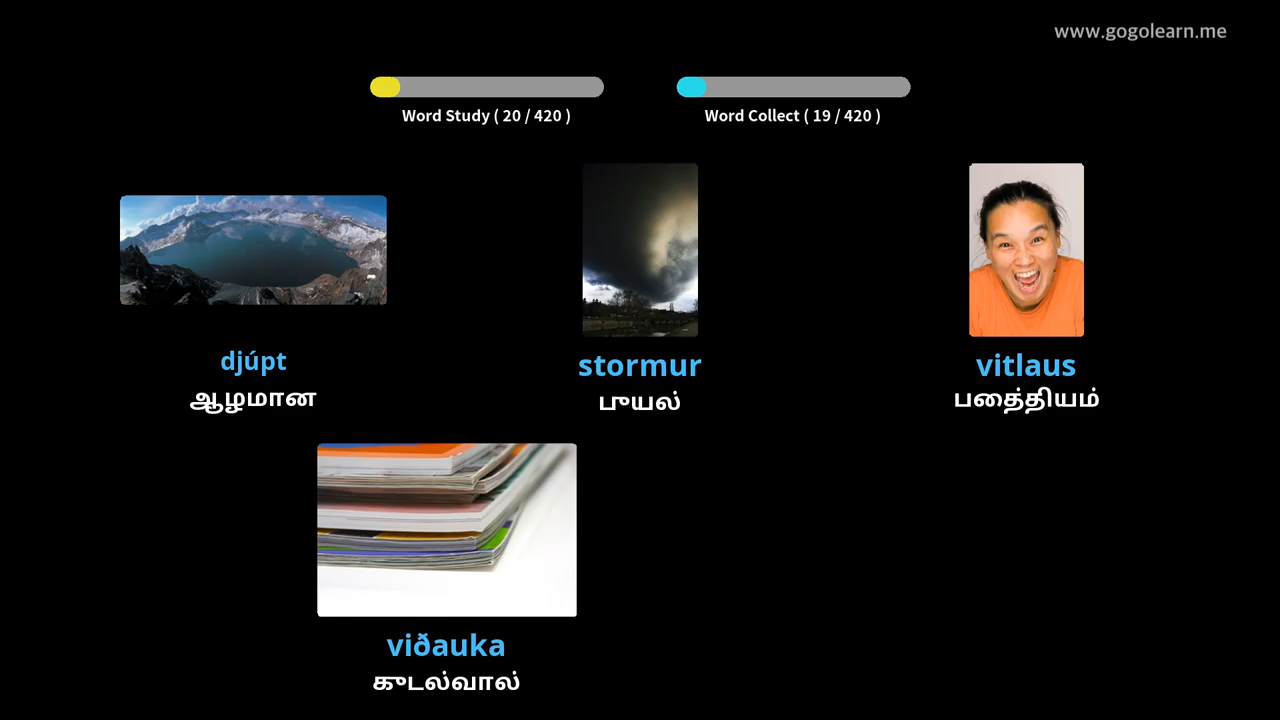 www.gogolearn.me
Word Study ( 20 / 420 )
Word Collect ( 19 / 420 )
djúpt
ஆழமான
stormur
புயல்
vitlaus
பைத்தியம்
viðauka
குடல்வால்